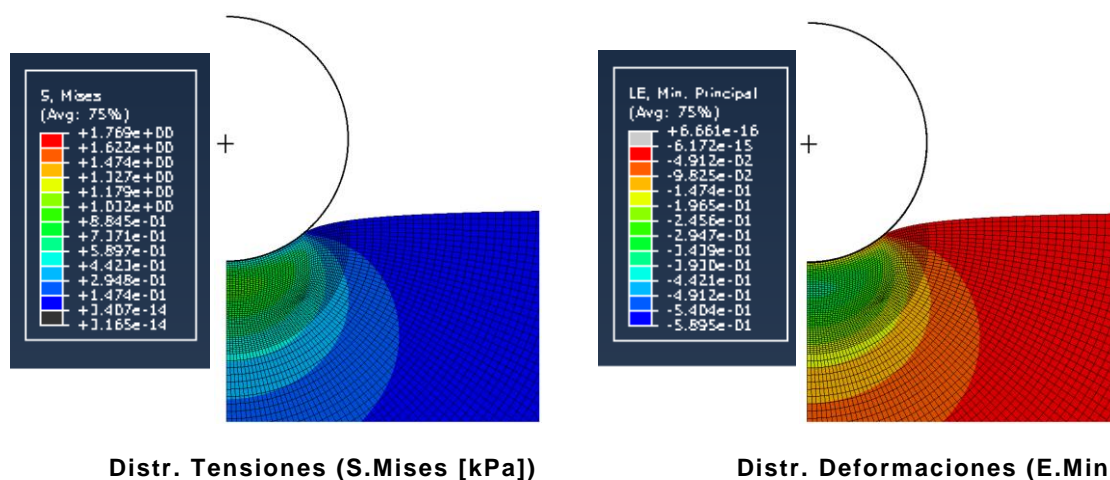 S, Mises
(Avg: 75%)
+1.769e+00
+1.622e+00
+1.474e+00
+1.327e+00
+1.179e+00
+1.032e+00
+8.845e-01
+7.371e-01
+5.897e-01
+4.423e-01
+2.948e-01
+1.474e-01
+3.407e-14
+3.165e-14
LE, Min. Principal
(Avg: 75%)
+6.661e-16
-6.172e-15
-4.912e-02
-9.825e-02
-1.474e-01
-1.965e-01
-2.456e-01
-2.947e-01
-3.439e-01
-3.930e-01
-4.421e-01
-4.912e-01
-5.404e-01
-5.895e-01
Distr. Tensiones (S.Mises [kPa])
Distr. Deformaciones (E.Min